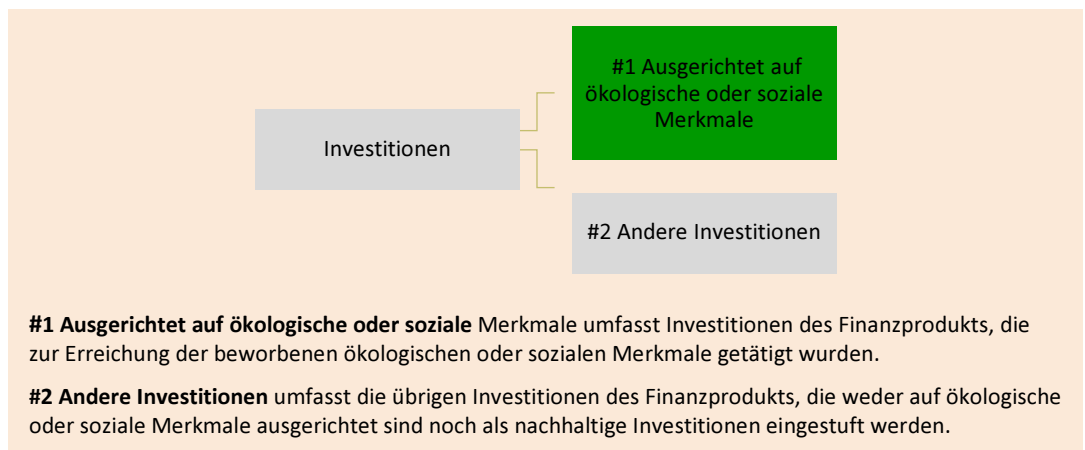 #1 Ausgerichtet auf
ökologische oder soziale
Merkmale
Investitionen
#2 Andere Investitionen
#1 Ausgerichtet auf ökologische oder soziale Merkmale umfasst Investitionen des Finanzprodukts, die
zur Erreichung der beworbenen ökologischen oder sozialen Merkmale getätigt wurden.
#2 Andere Investitionen umfasst die übrigen Investitionen des Finanzprodukts, die weder auf ökologische
oder soziale Merkmale ausgerichtet sind noch als nachhaltige Investitionen eingestuft werden.